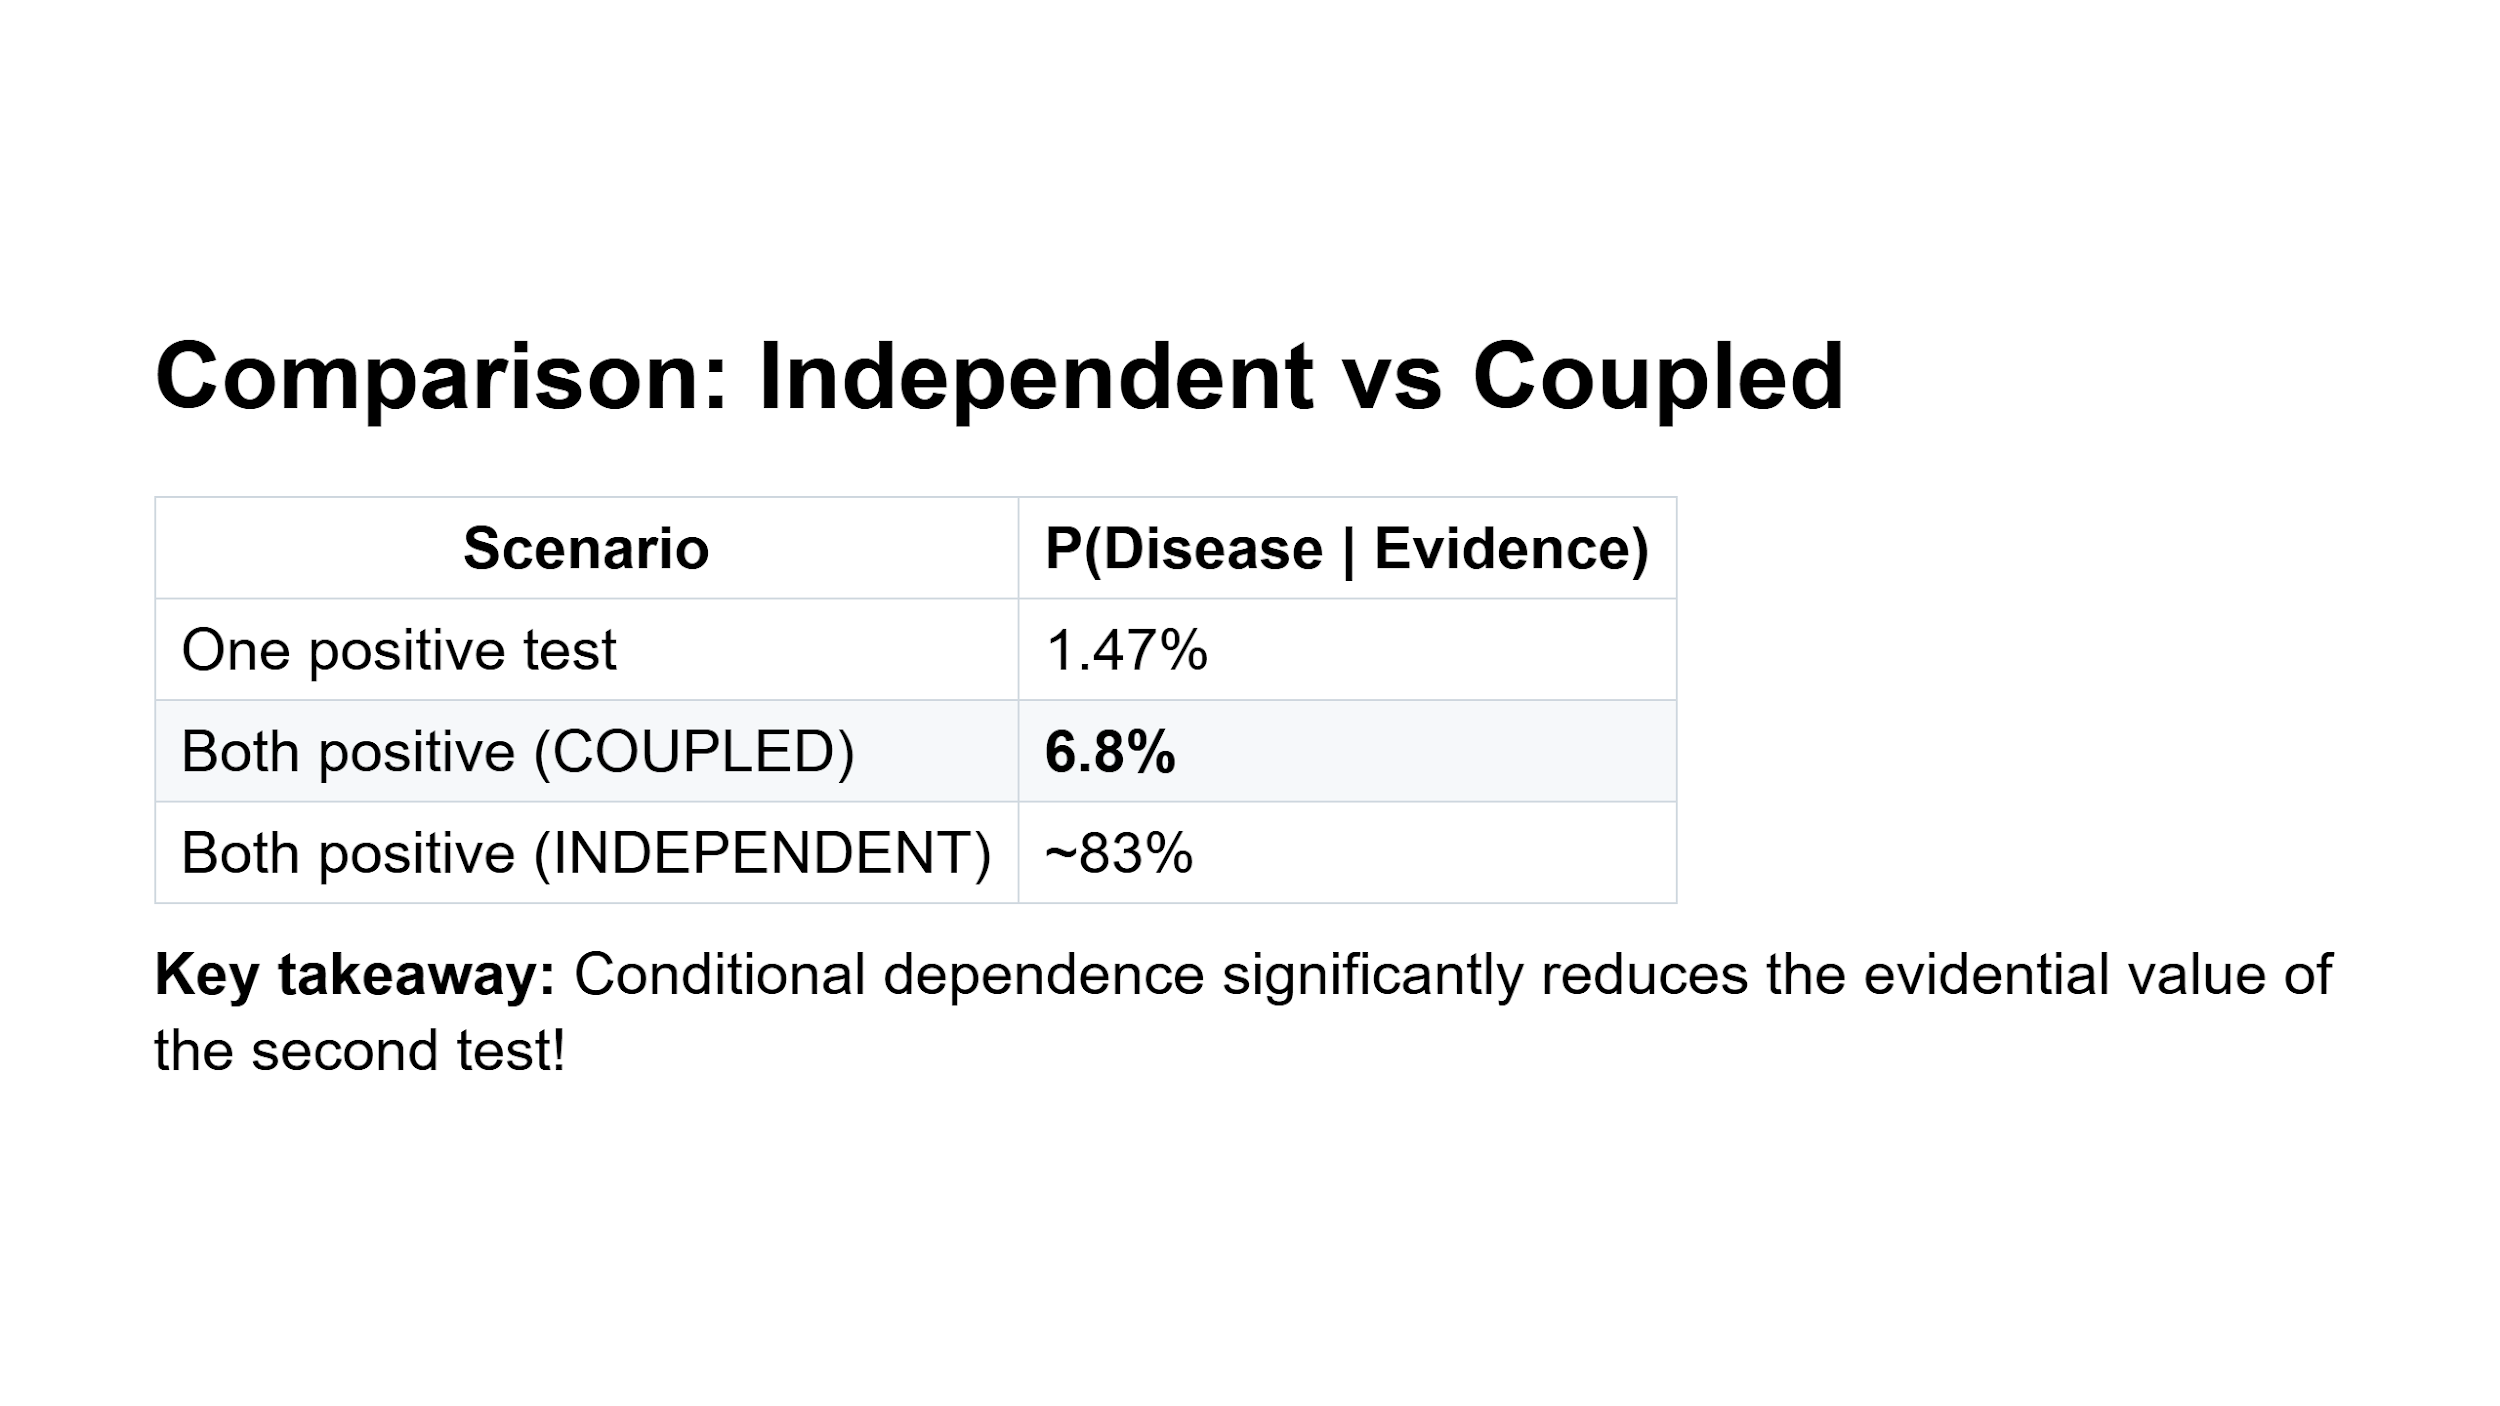 Comparison: Independent vs Coupled
Scenario P(Disease | Evidence)
One positive test 1.47%
Both positive (COUPLED) 6.8%
Both positive (INDEPENDENT) ~83%
Key takeaway: Conditional dependence significantly reduces the evidential value of
the second test!